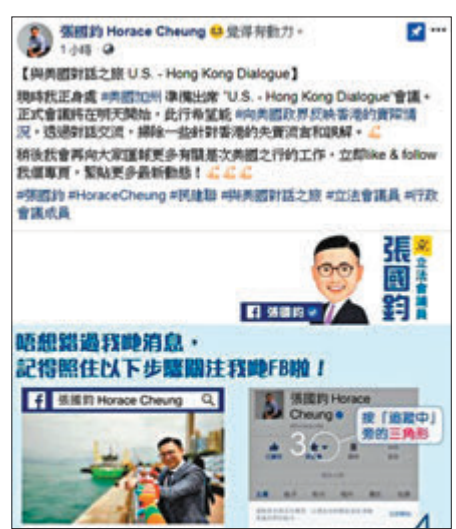 張國鈞 Horace Cheung 覺得有動力。
1小時
【與美國對話之旅 U.S. - Hong Kong Dialogue】
現時我正身處 #美國加州 準備出席 "U.S. - Hong Kong Dialogue"會議。
正式會議將在明天開始，此行希望能 #向美國政界反映香港的實際情
況，透過對話交流，掃除一些針對香港的失實流言和誤解。
稍後我會再向大家匯報更多有關是次美國之行的工作，立即like & follow
我個專頁，緊貼更多最新動態！
#張國鈞 #HoraceCheung #民建聯 #與美國對話之旅 #立法會議員 #行政
會議成員
張國鈞
立法會議員
f 張國鈞
唔想錯過我哋消息，
記得照住以下步驟關注我哋FB啦！
f 張國鈞 Horace Cheung
張國鈞 Horace
Cheung
3
按「追蹤中」
旁的三角形
4